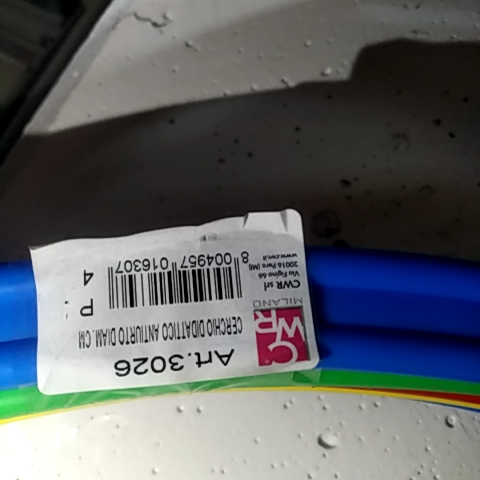 Art.3026
CERCHIO DIDATTICO ANTIURTO DIAM. CM
CWR
MILANO
CWR srl
Via Figino 66
20016 Pero (MI)
www.cwr.it
8 004957 016307
P.
4